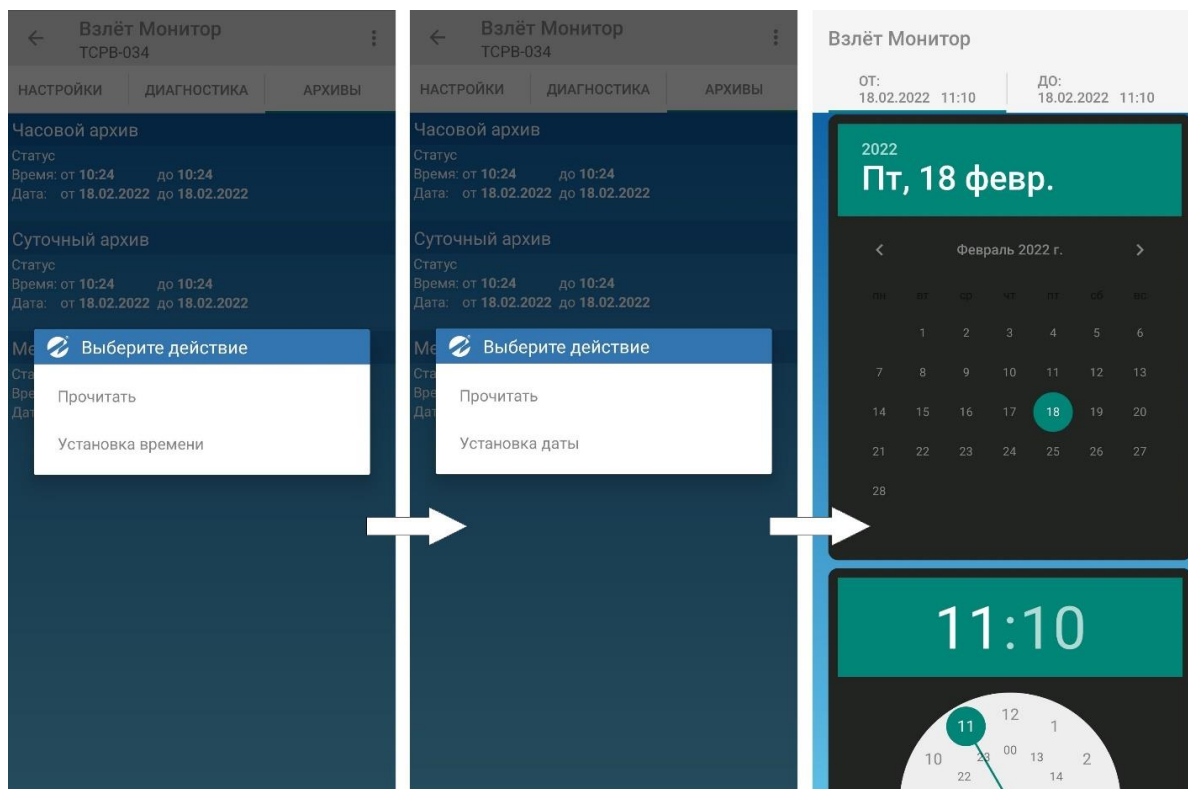 Взлёт Монитор
ТСРВ-034
НАСТРОЙКИ ДИАГНОСТИКА АРХИВЫ
Часовой архив
Статус
Время: от 10:24 до 10:24
Дата: от 18.02.2022 до 18.02.2022
Суточный архив
Статус
Время: от 10:24 до 10:24
Дата: от 18.02.2022 до 18.02.2022
Выберите действие
Прочитать
Установка времени
Взлёт Монитор
ТСРВ-034
НАСТРОЙКИ ДИАГНОСТИКА АРХИВЫ
Часовой архив
Статус
Время: от 10:24 до 10:24
Дата: от 18.02.2022 до 18.02.2022
Суточный архив
Статус
Время: от 10:24 до 10:24
Дата: от 18.02.2022 до 18.02.2022
Выберите действие
Прочитать
Установка даты
Взлёт Монитор
ОТ: ДО:
18.02.2022 11:10 18.02.2022 11:10
2022
Пт, 18 февр.
Февраль 2022 г.
пн вт ср чт пт сб вс
1 2 3 4 5 6
7 8 9 10 11 12 13
14 15 16 17 18 19 20
21 22 23 24 25 26 27
28
11:10
11 12 1
10 23 00 13 2
22 14